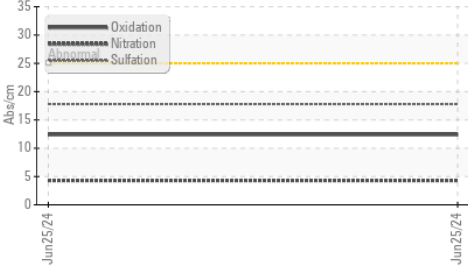 35
30
25
20
15
10
5
0
Abs/cm
Oxidation
Nitration
Sulfation
Abnormal
Jun25/24
Jun25/24